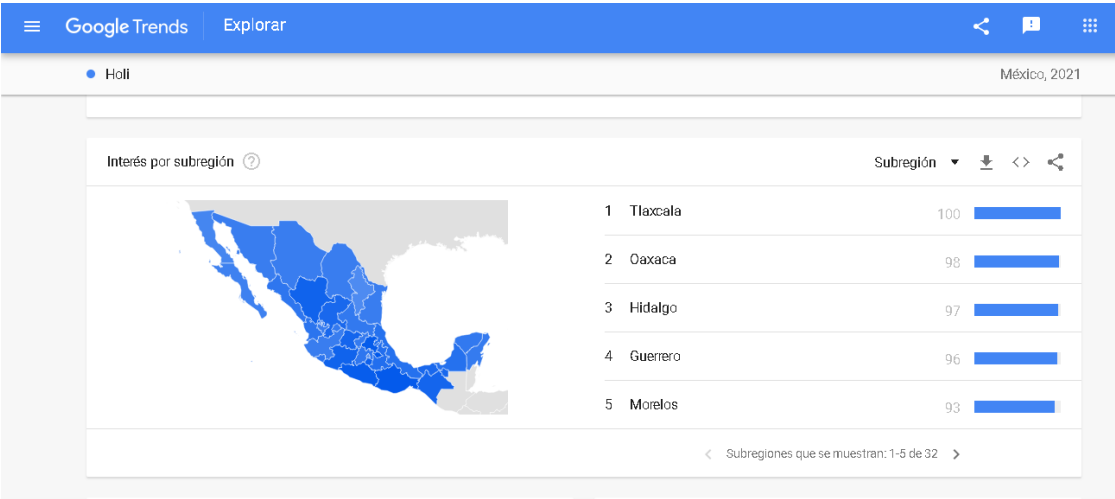 Google Trends Explorar
Holi México, 2021
Interés por subregión Subregión
1 Tlaxcala 100
2 Oaxaca 98
3 Hidalgo 97
4 Guerrero 96
5 Morelos 93
Subregiones que se muestran: 1-5 de 32